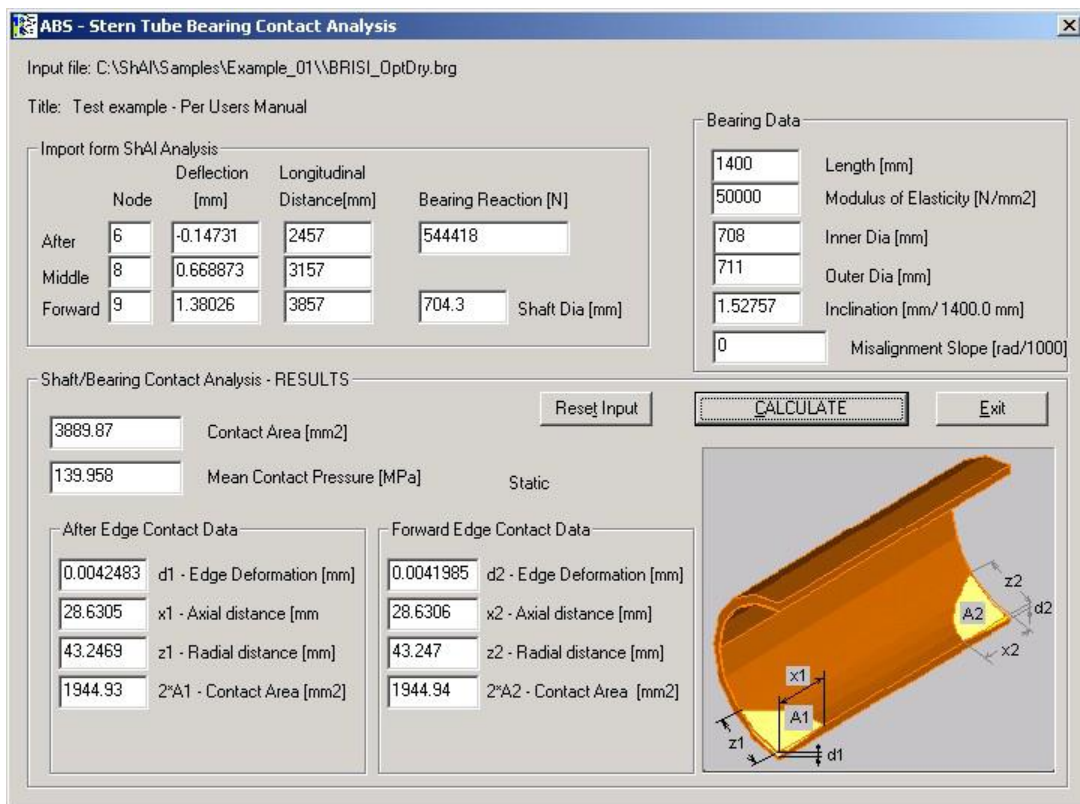 ABS - Stern Tube Bearing Contact Analysis
Input file: C:\ShAl\Samples\Example_01\\BRISI_OptDry.brg
Title: Test example - Per Users Manual
Import form ShAl Analysis
Deflection Longitudinal
Node [mm] Distance[mm] Bearing Reaction [N]
After 6 -0.14731 2457 544418
Middle 8 0.668873 3157
Forward 9 1.38026 3857 704.3 Shaft Dia [mm]
Bearing Data
1400 Length [mm]
50000 Modulus of Elasticity [N/mm2]
708 Inner Dia [mm]
711 Outer Dia [mm]
1.52757 Inclination [mm/ 1400.0 mm]
0 Misalignment Slope [rad/1000]
Shaft/Bearing Contact Analysis - RESULTS
Reset Input CALCULATE Exit
3889.87 Contact Area [mm2]
139.958 Mean Contact Pressure [MPa]
Static
After Edge Contact Data
0.0042483 d1 - Edge Deformation [mm]
28.6305 x1 - Axial distance [mm
43.2469 z1 - Radial distance [mm]
1944.93 2*A1 - Contact Area [mm2]
Forward Edge Contact Data
0.0041985 d2 - Edge Deformation [mm]
28.6306 x2 - Axial distance [mm]
43.247 z2 - Radial distance [mm]
1944.94 2*A2 - Contact Area [mm2]
z2
d2
A2
x2
x1
A1
z1
d1